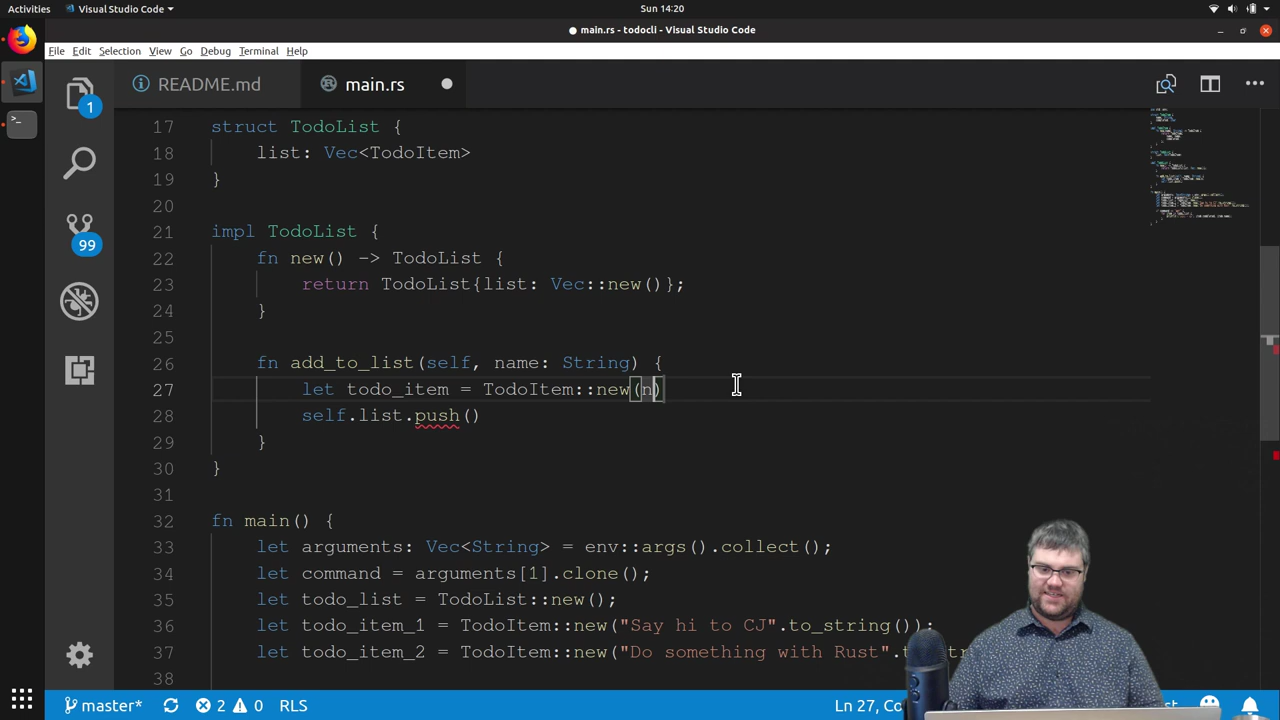 Activities
Visual Studio Code
Sun 14:20
● main.rs - todocli - Visual Studio Code
File Edit Selection View Go Debug Terminal Help
README.md
main.rs
1
99
17 struct TodoList {
18 list: Vec<TodoItem>
19 }
20
21 impl TodoList {
22 fn new() -> TodoList {
23 return TodoList{list: Vec::new()};
24 }
25
26 fn add_to_list(self, name: String) {
27 let todo_item = TodoItem::new(n)
28 self.list.push()
29 }
30 }
31
32 fn main() {
33 let arguments: Vec<String> = env::args().collect();
34 let command = arguments[1].clone();
35 let todo_list = TodoList::new();
36 let todo_item_1 = TodoItem::new("Say hi to CJ".to_string());
37 let todo_item_2 = TodoItem::new("Do something with Rust".
38
master* 2 0 RLS
Ln 27,